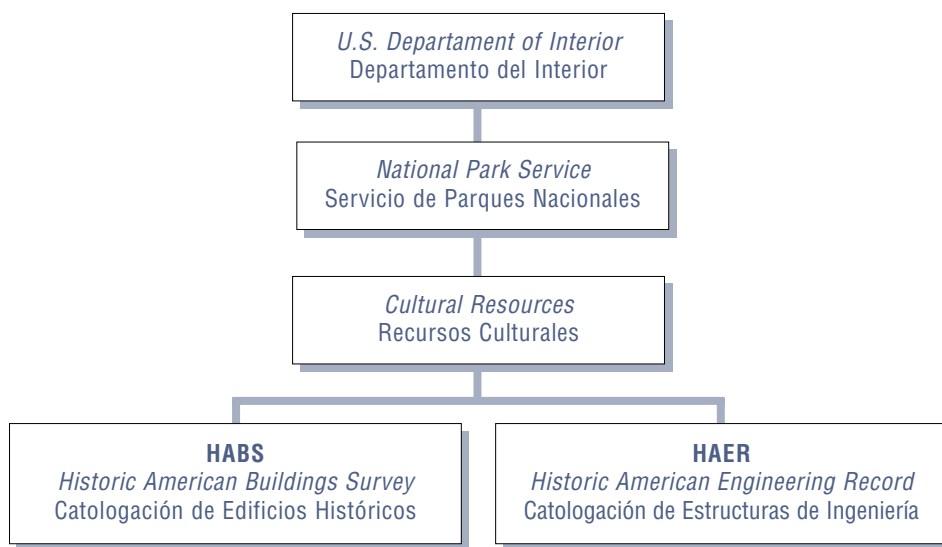 U.S. Departament of Interior
Departamento del Interior
National Park Service
Servicio de Parques Nacionales
Cultural Resources
Recursos Culturales
HABS
Historic American Buildings Survey
Catologación de Edificios Históricos
HAER
Historic American Engineering Record
Catologación de Estructuras de Ingeniería